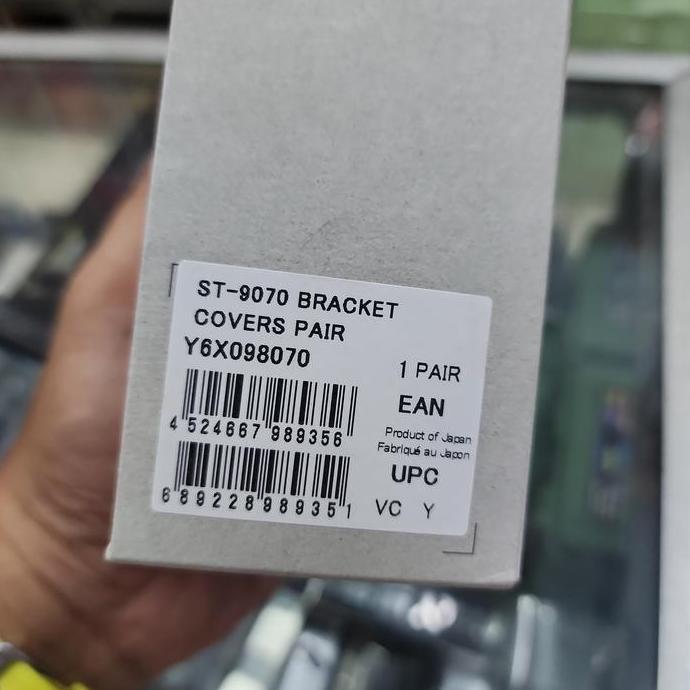 ST-9070 BRACKET
COVERS PAIR
Y6X098070
1 PAIR
4 524667 989356
EAN
Product of Japan
Fabriqué au Japon
UPC
6 89228 98935 1
VC Y